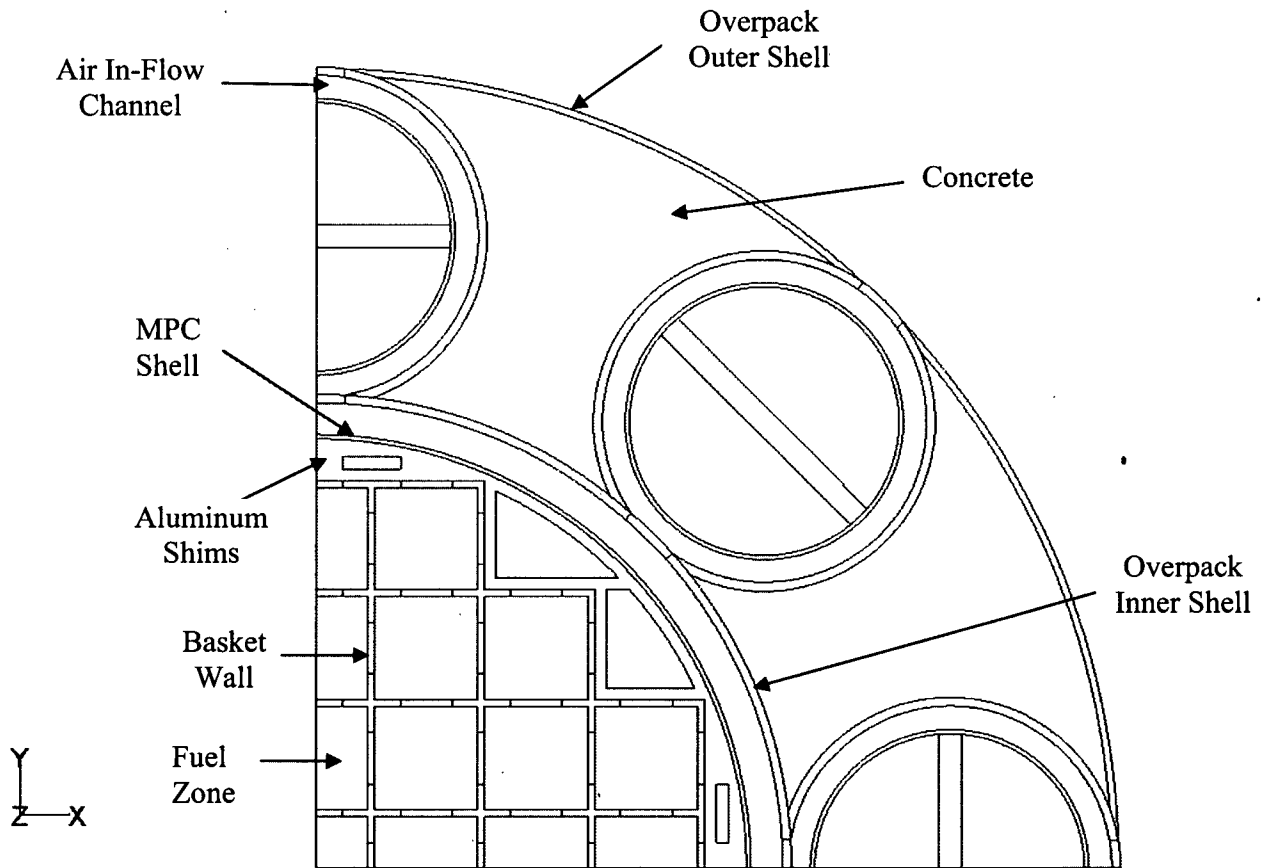 Overpack
Outer Shell
Air In-Flow
Channel
Concrete
MPC
Shell
Aluminum
Shims
Overpack
Inner Shell
Basket
Wall
Fuel
Zone
Y
Z
X